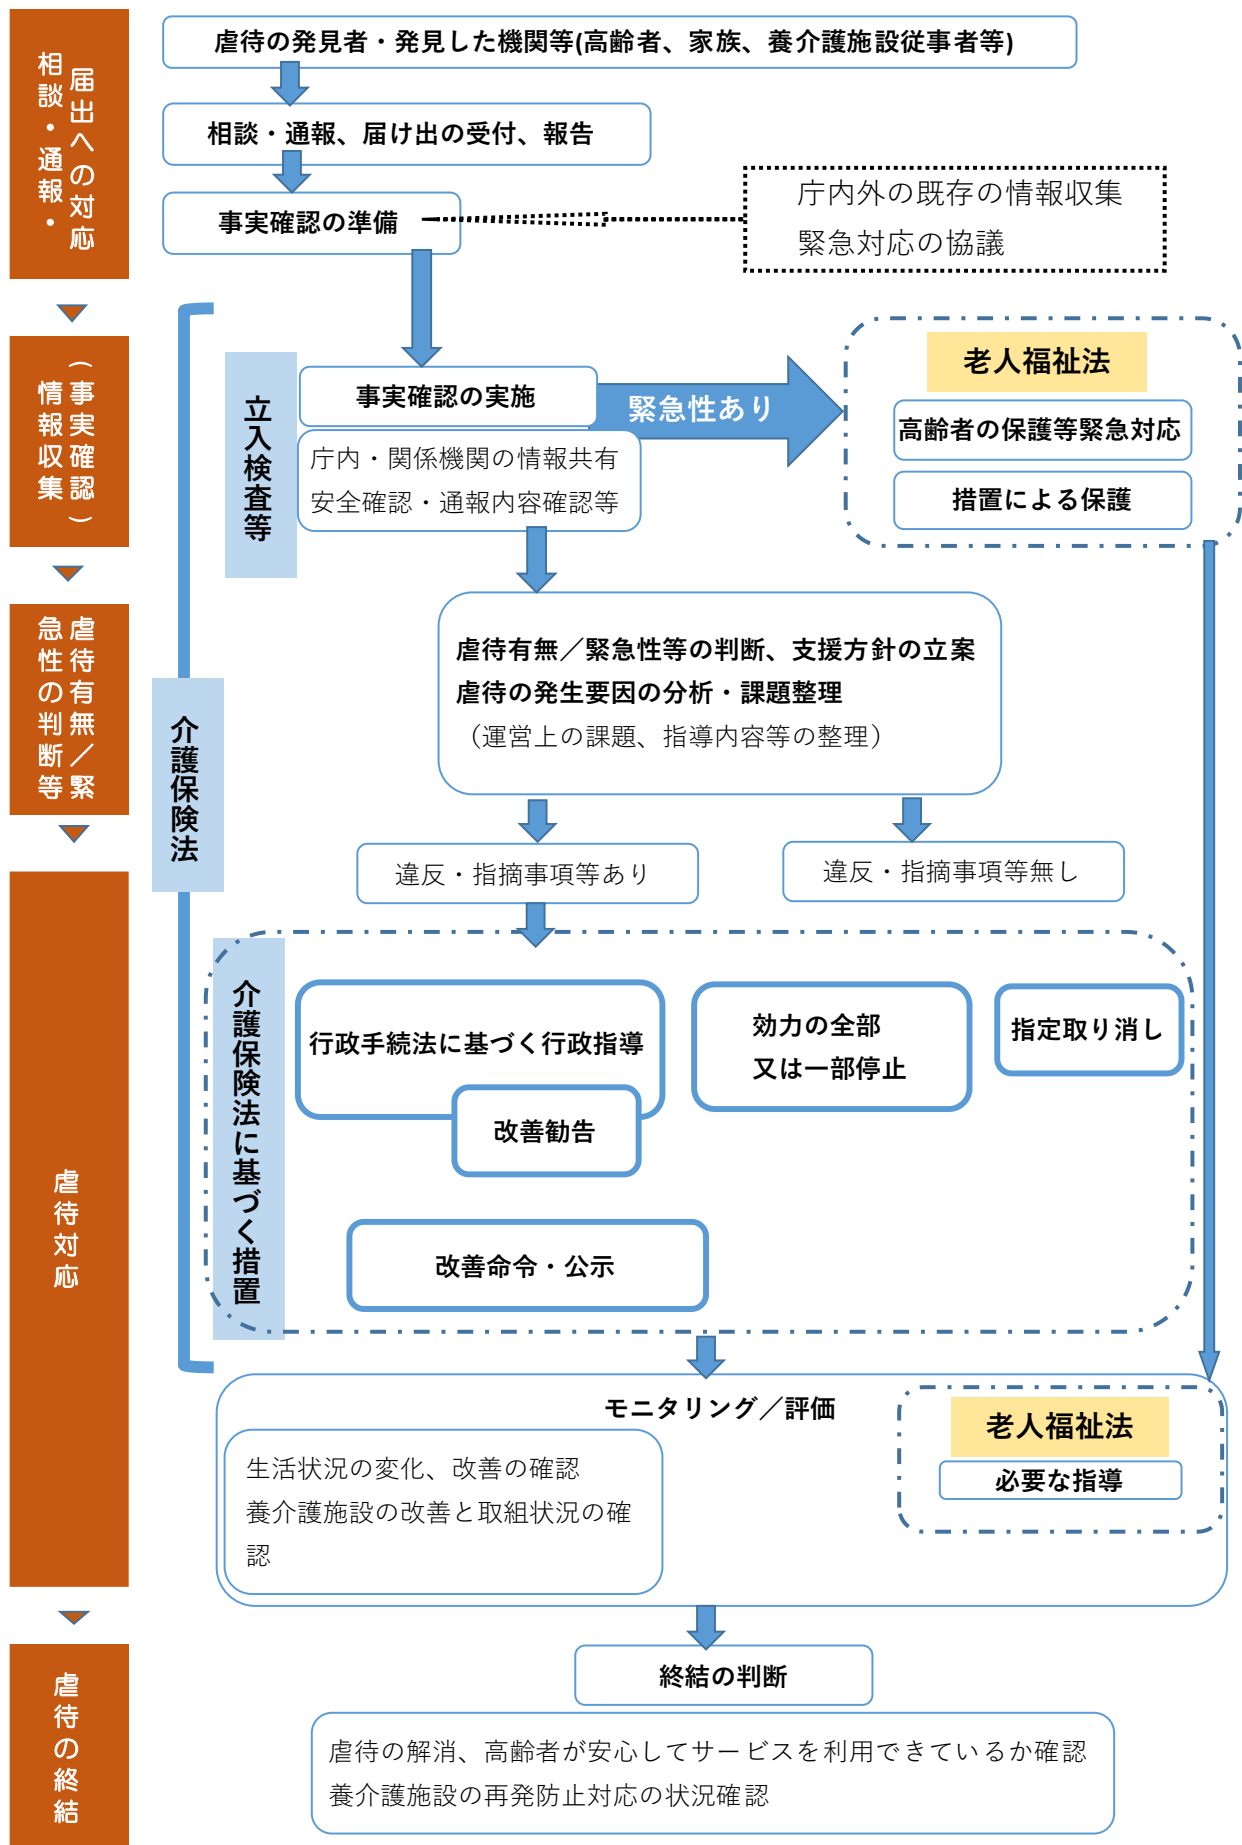 相談・通報・
届出への対応
虐待の発見者・発見した機関等(高齢者、家族、養介護施設従事者等)
相談・通報、届け出の受付、報告
事実確認の準備
庁内外の既存の情報収集
緊急対応の協議
情報収集
（事実確認）
立入検査等
事実確認の実施
緊急性あり
庁内・関係機関の情報共有
安全確認・通報内容確認等
老人福祉法
高齢者の保護等緊急対応
措置による保護
虐待有無／緊
急性の判断等
介護保険法
虐待有無／緊急性等の判断、支援方針の立案
虐待の発生要因の分析・課題整理
（運営上の課題、指導内容等の整理）
違反・指摘事項等あり
違反・指摘事項等無し
虐待対応
介護保険法に基づく措置
行政手続法に基づく行政指導
改善勧告
効力の全部
又は一部停止
指定取り消し
改善命令・公示
モニタリング／評価
生活状況の変化、改善の確認
養介護施設の改善と取組状況の確
認
老人福祉法
必要な指導
虐待の終結
終結の判断
虐待の解消、高齢者が安心してサービスを利用できているか確認
養介護施設の再発防止対応の状況確認